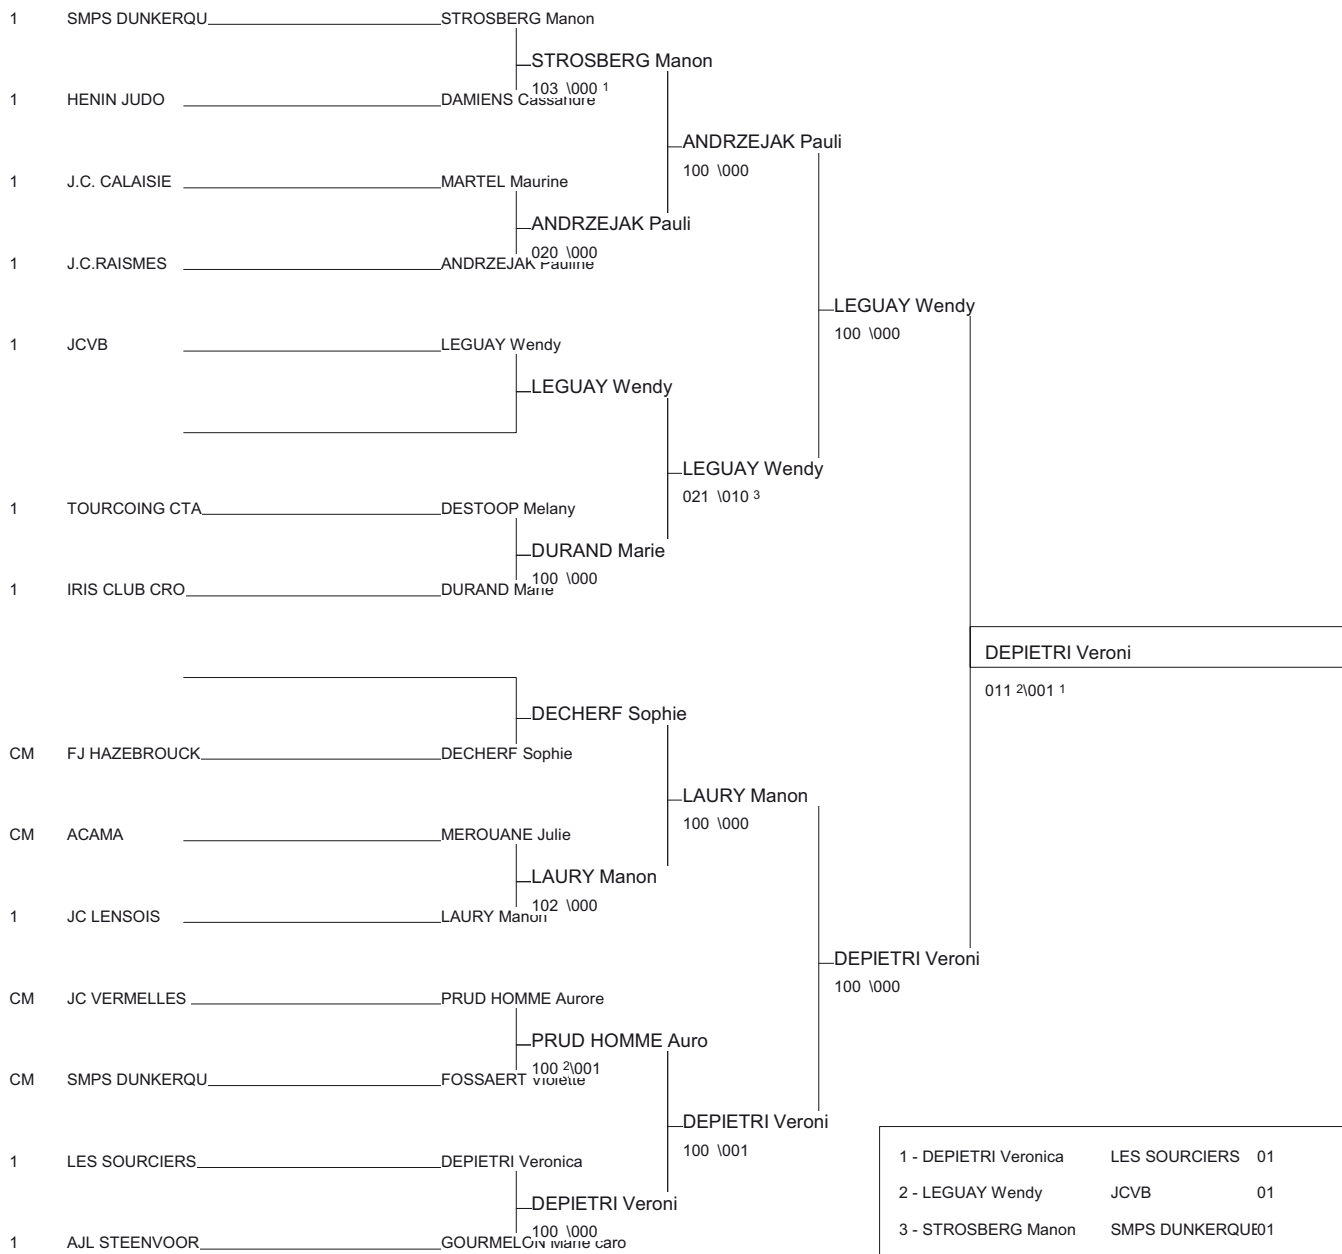 1 SMPS DUNKERQU STROSBERG Manon
STROSBERG Manon
103 \000 1
1 HENIN JUDO DAMIENS Cassandre
ANDRZEJAK Pauli
100 \000
1 J.C. CALAISIE MARTEL Maurine
ANDRZEJAK Pauli
020 \000
1 J.C.RAISMES ANDRZEJAK Pauline
LEGUAY Wendy
100 \000
1 JCVB LEGUAY Wendy
LEGUAY Wendy
LEGUAY Wendy
021 \010 3
1 TOURCOING CTA DESTOOP Melany
DURAND Marie
100 \000
1 IRIS CLUB CRO DURAND Marie
DEPIETRI Veroni
011 2\001 1
DECHERF Sophie
CM FJ HAZEBROUCK DECHERF Sophie
LAURY Manon
100 \000
CM ACAMA MEROUANE Julie
LAURY Manon
102 \000
1 JC LENSOIS LAURY Manon
DEPIETRI Veroni
100 \000
CM JC VERMELLES PRUD HOMME Aurore
PRUD HOMME Auro
100 2\001
CM SMPS DUNKERQU FOSSAERT Violette
DEPIETRI Veroni
100 \001
1 LES SOURCIERS DEPIETRI Veronica
DEPIETRI Veroni
100 \000
1 AJL STEENVOOR GOURMELON Marie caro
1 - DEPIETRI Veronica LES SOURCIERS 01
2 - LEGUAY Wendy JCVB 01
3 - STROSBERG Manon SMPS DUNKERQUE01